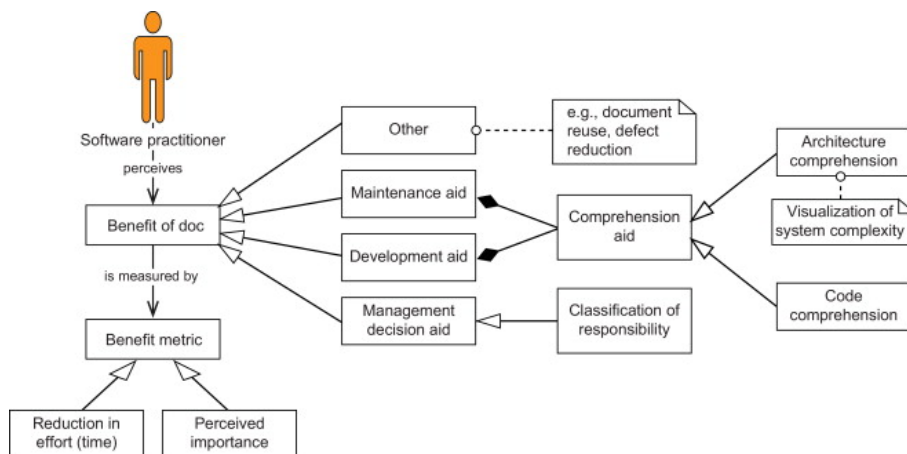 Software practitioner
perceives
Benefit of doc
is measured by
Benefit metric
Reduction in
effort (time)
Perceived
importance
Other
e.g., document
reuse, defect
reduction
Maintenance aid
Development aid
Management
decision aid
Comprehension
aid
Classification of
responsibility
Architecture
comprehension
Visualization of
system complexity
Code
comprehension